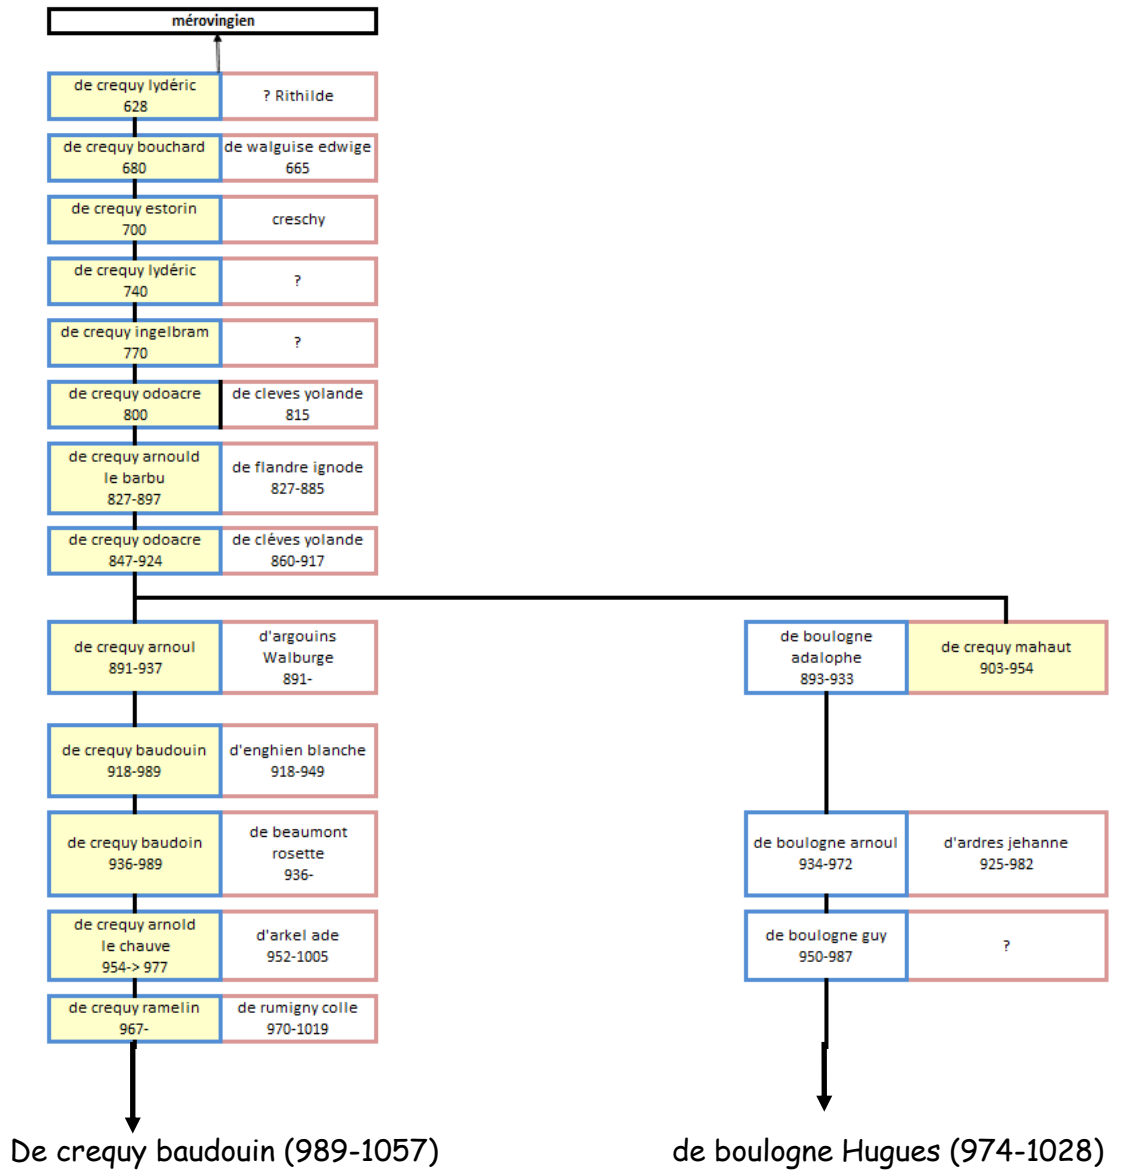 mérovingien
de crequy lydéric
628
? Rithilde
de crequy bouchard
680
de walguise edwige
665
de crequy estorin
700
creschy
de crequy lydéric
740
?
de crequy ingelbram
770
?
de crequy odoacre
800
de cleves yolande
815
de crequy arnould
le barbu
827-897
de flandre ignode
827-885
de crequy odoacre
847-924
de cléves yolande
860-917
de crequy arnoul
891-937
d'argouins
Walburge
891-
de boulogne
adalophe
893-933
de crequy mahaut
903-954
de crequy baudouin
918-989
d'enghien blanche
918-949
de crequy baudoin
936-989
de beaumont
rosette
936-
de boulogne arnoul
934-972
d'ardres jehanne
925-982
de crequy arnold
le chauve
954-> 977
d'arkel ade
952-1005
de boulogne guy
950-987
?
de crequy ramelin
967-
de rumigny colle
970-1019
De crequy baudouin (989-1057)
de boulogne Hugues (974-1028)